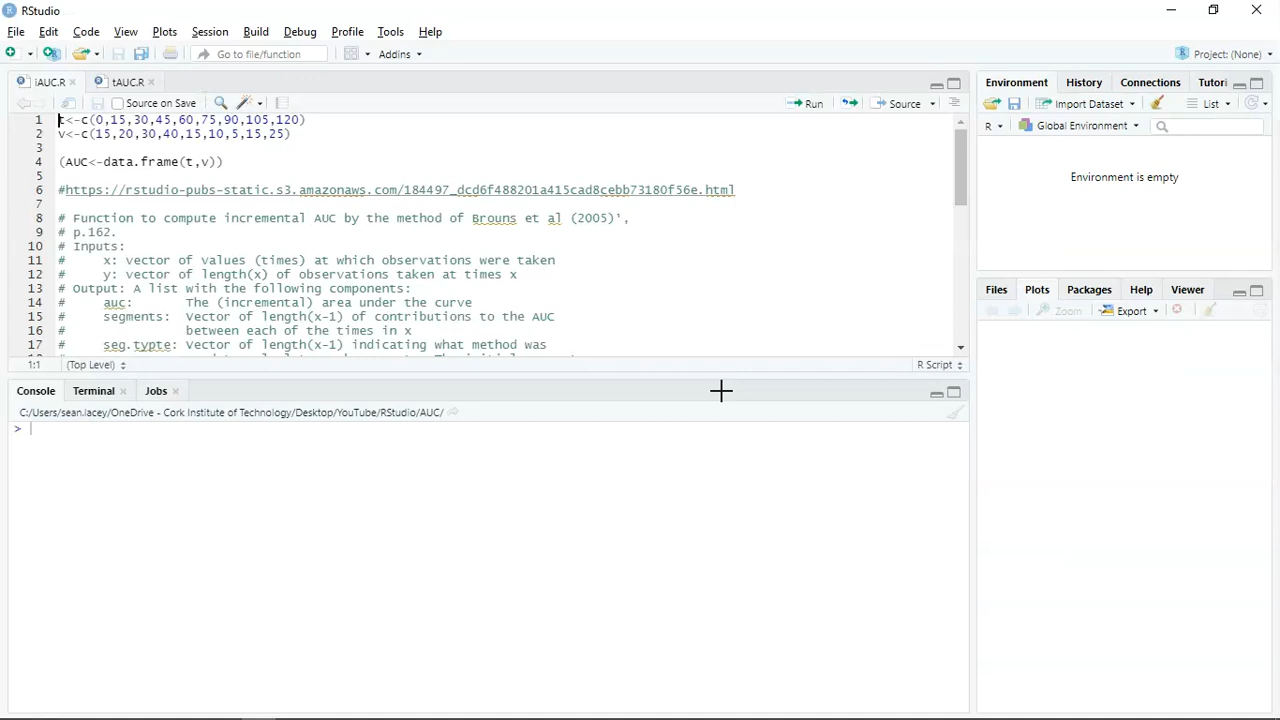 RStudio
File Edit Code View Plots Session Build Debug Profile Tools Help
Go to file/function Addins Project: (None)
iAUC.R tAUC.R
Source on Save Run Source
1 t<-c(0,15,30,45,60,75,90,105,120)
2 v<-c(15,20,30,40,15,10,5,15,25)
3
4 (AUC<-data.frame(t,v))
5
6 #https://rstudio-pubs-static.s3.amazonaws.com/184497_dcd6f488201a415cad8cebb73180f56e.html
7
8 # Function to compute incremental AUC by the method of Brouns et al (2005)¹,
9 # p.162.
10 # Inputs:
11 # x: vector of values (times) at which observations were taken
12 # y: vector of length(x) of observations taken at times x
13 # Output: A list with the following components:
14 # auc: The (incremental) area under the curve
15 # segments: Vector of length(x-1) of contributions to the AUC
16 # between each of the times in x
17 # seg.typte: Vector of length(x-1) indicating what method was
1:1 (Top Level) R Script
Console Terminal Jobs
C:/Users/sean.lacey/OneDrive - Cork Institute of Technology/Desktop/YouTube/RStudio/AUC/
>
Environment History Connections Tutori
Import Dataset List
R Global Environment
Environment is empty
Files Plots Packages Help Viewer
Zoom Export